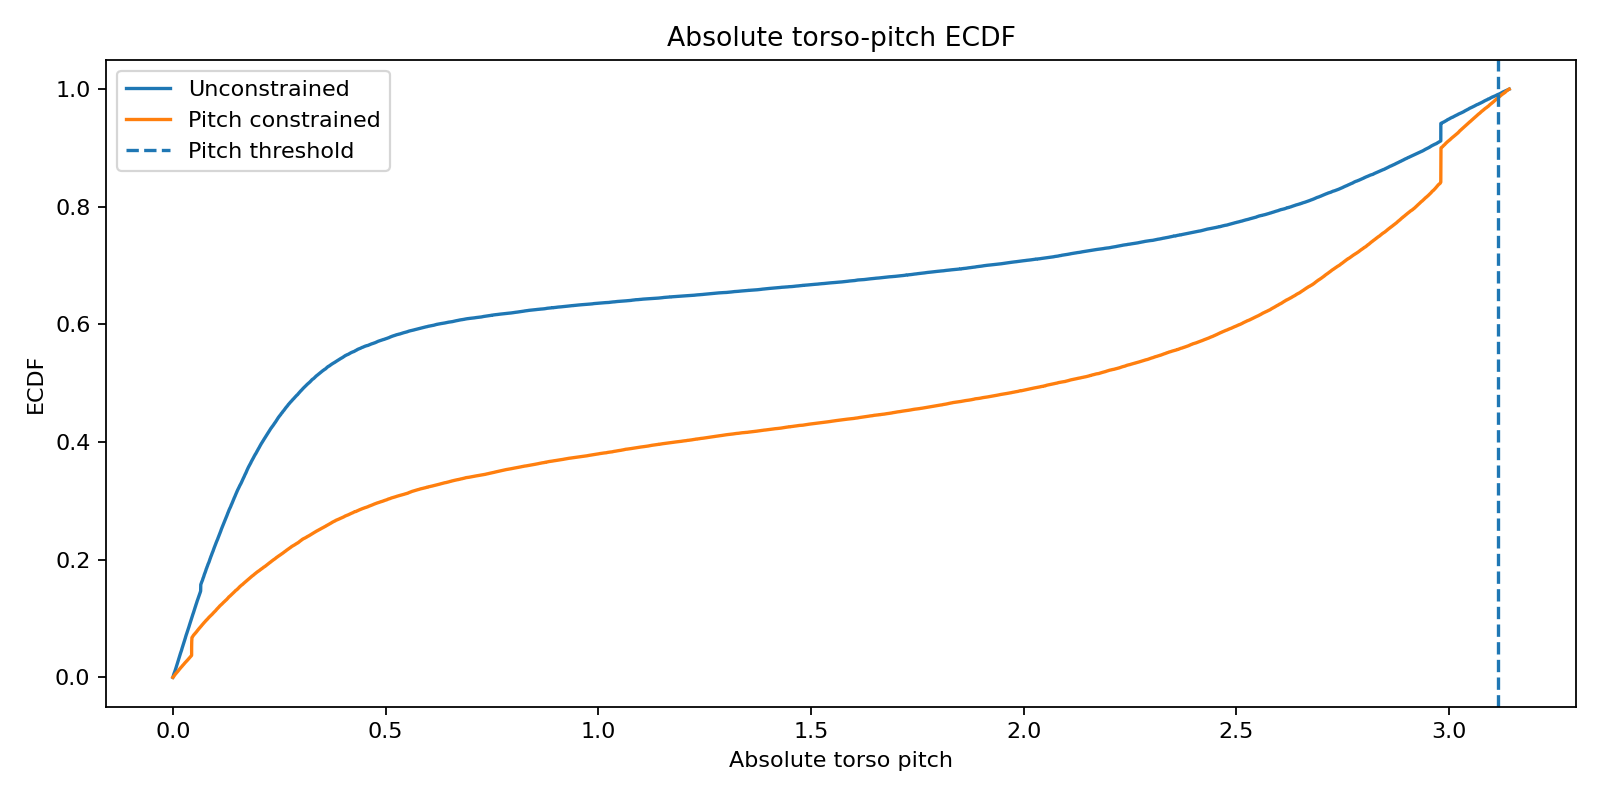 Absolute torso-pitch ECDF
Unconstrained
Pitch constrained
Pitch threshold
ECDF
1.0
0.8
0.6
0.4
0.2
0.0
0.0 0.5 1.0 1.5 2.0 2.5 3.0
Absolute torso pitch